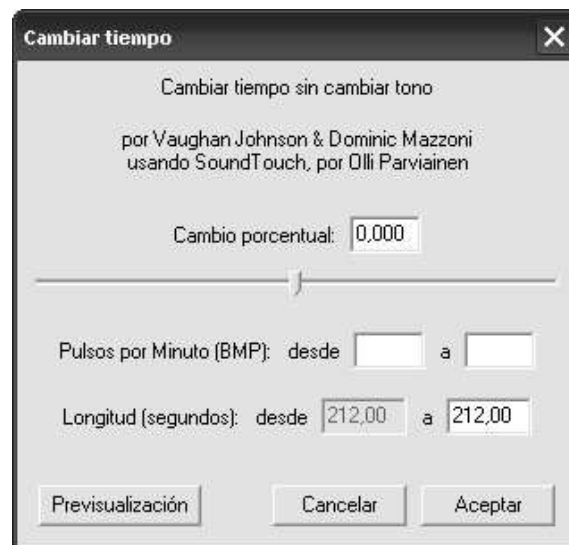 Cambiar tiempo
Cambiar tiempo sin cambiar tono
por Vaughan Johnson & Dominic Mazzoni
usando SoundTouch, por Olli Parviainen
Cambio porcentual: 0,000
Pulsos por Minuto (BMP): desde a
Longitud (segundos): desde 212,00 a 212,00
Previsualización Cancelar Aceptar